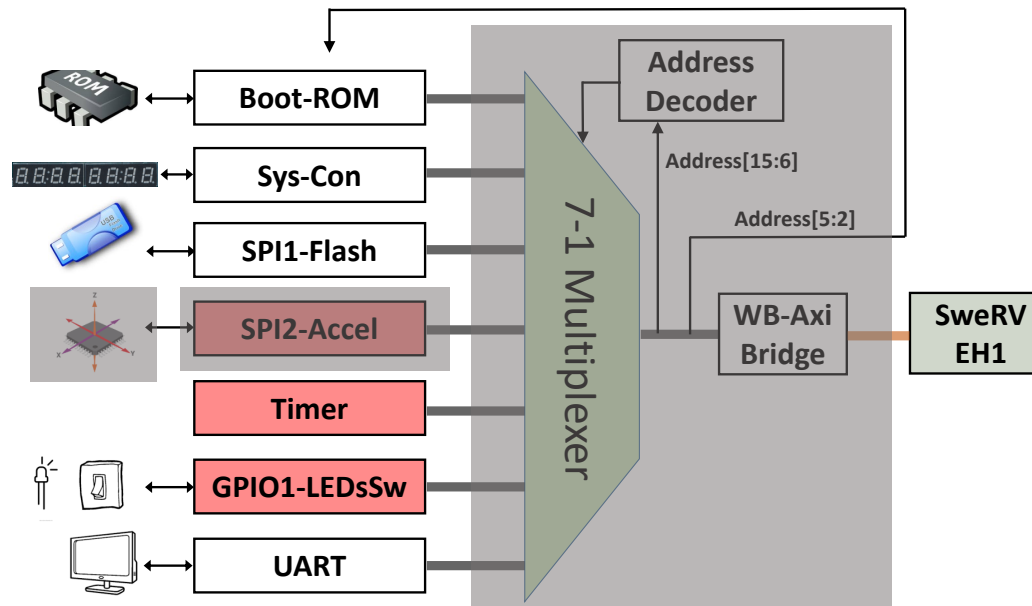 ROM
Boot-ROM
Address
Decoder
Address[15:6]
Sys-Con
8.8.8.8. 8.8.8.8.
Address[5:2]
USB
SPI1-Flash
7-1 Multiplexer
Z
X
Y
SPI2-Accel
WB-Axi
Bridge
SweRV
EH1
Timer
GPIO1-LEDsSw
UART